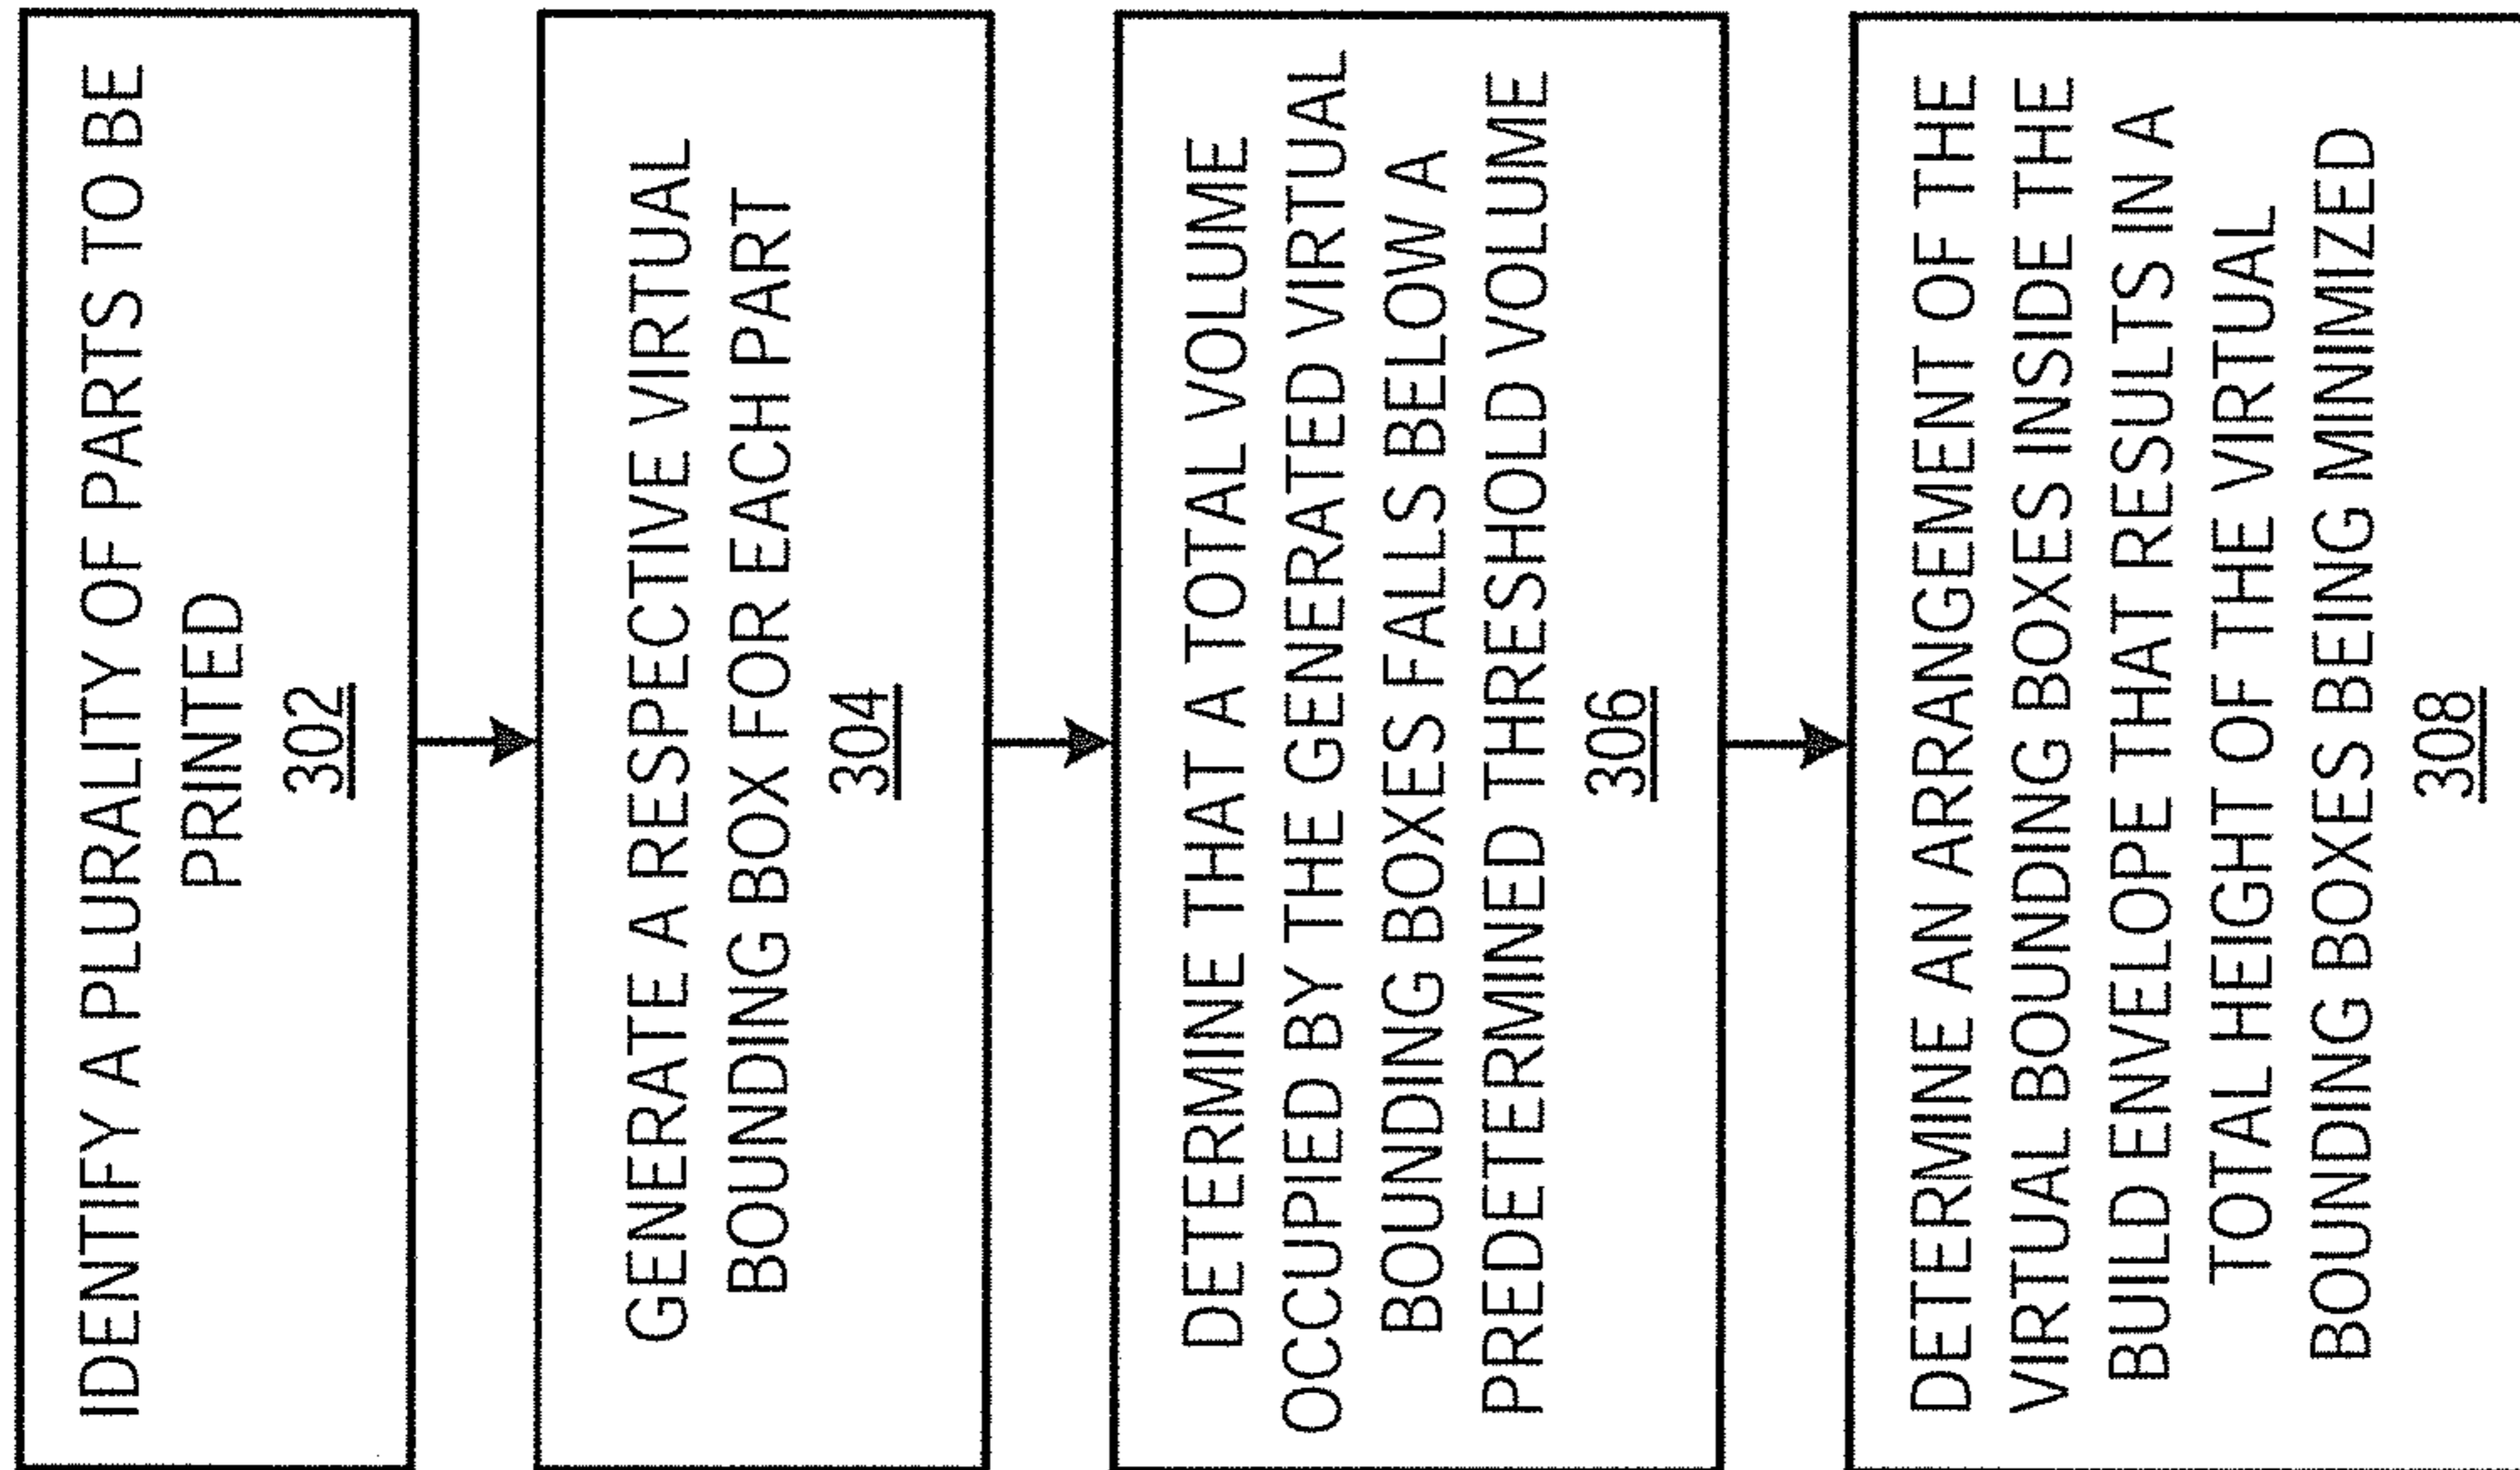 IDENTIFY A PLURALITY OF PARTS TO BE
PRINTED
302
GENERATE A RESPECTIVE VIRTUAL
BOUNDING BOX FOR EACH PART
304
DETERMINE THAT A TOTAL VOLUME
OCCUPIED BY THE GENERATED VIRTUAL
BOUNDING BOXES FALLS BELOW A
PREDETERMINED THRESHOLD VOLUME
306
DETERMINE AN ARRANGEMENT OF THE
VIRTUAL BOUNDING BOXES INSIDE THE
BUILD ENVELOPE THAT RESULTS IN A
TOTAL HEIGHT OF THE VIRTUAL
BOUNDING BOXES BEING MINIMIZED
308